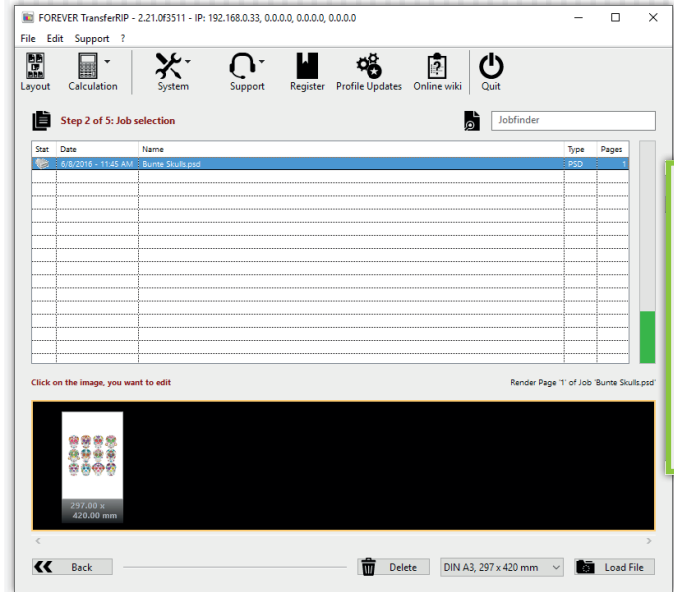 FOREVER TransferRIP - 2.21.0f3511 - IP: 192.168.0.33, 0.0.0.0, 0.0.0.0, 0.0.0.0
File Edit Support ?
Layout Calculation System Support Register Profile Updates Online wiki Quit
Step 2 of 5: Job selection Jobfinder
Stat Date Name Type Pages
6/8/2016 - 11:45 AM Bunte Skulls.psd PSD 1
Click on the image, you want to edit Render Page '1' of Job 'Bunte Skulls.psd'
297.00 x
420.00 mm
Back Delete DIN A3, 297 x 420 mm Load File